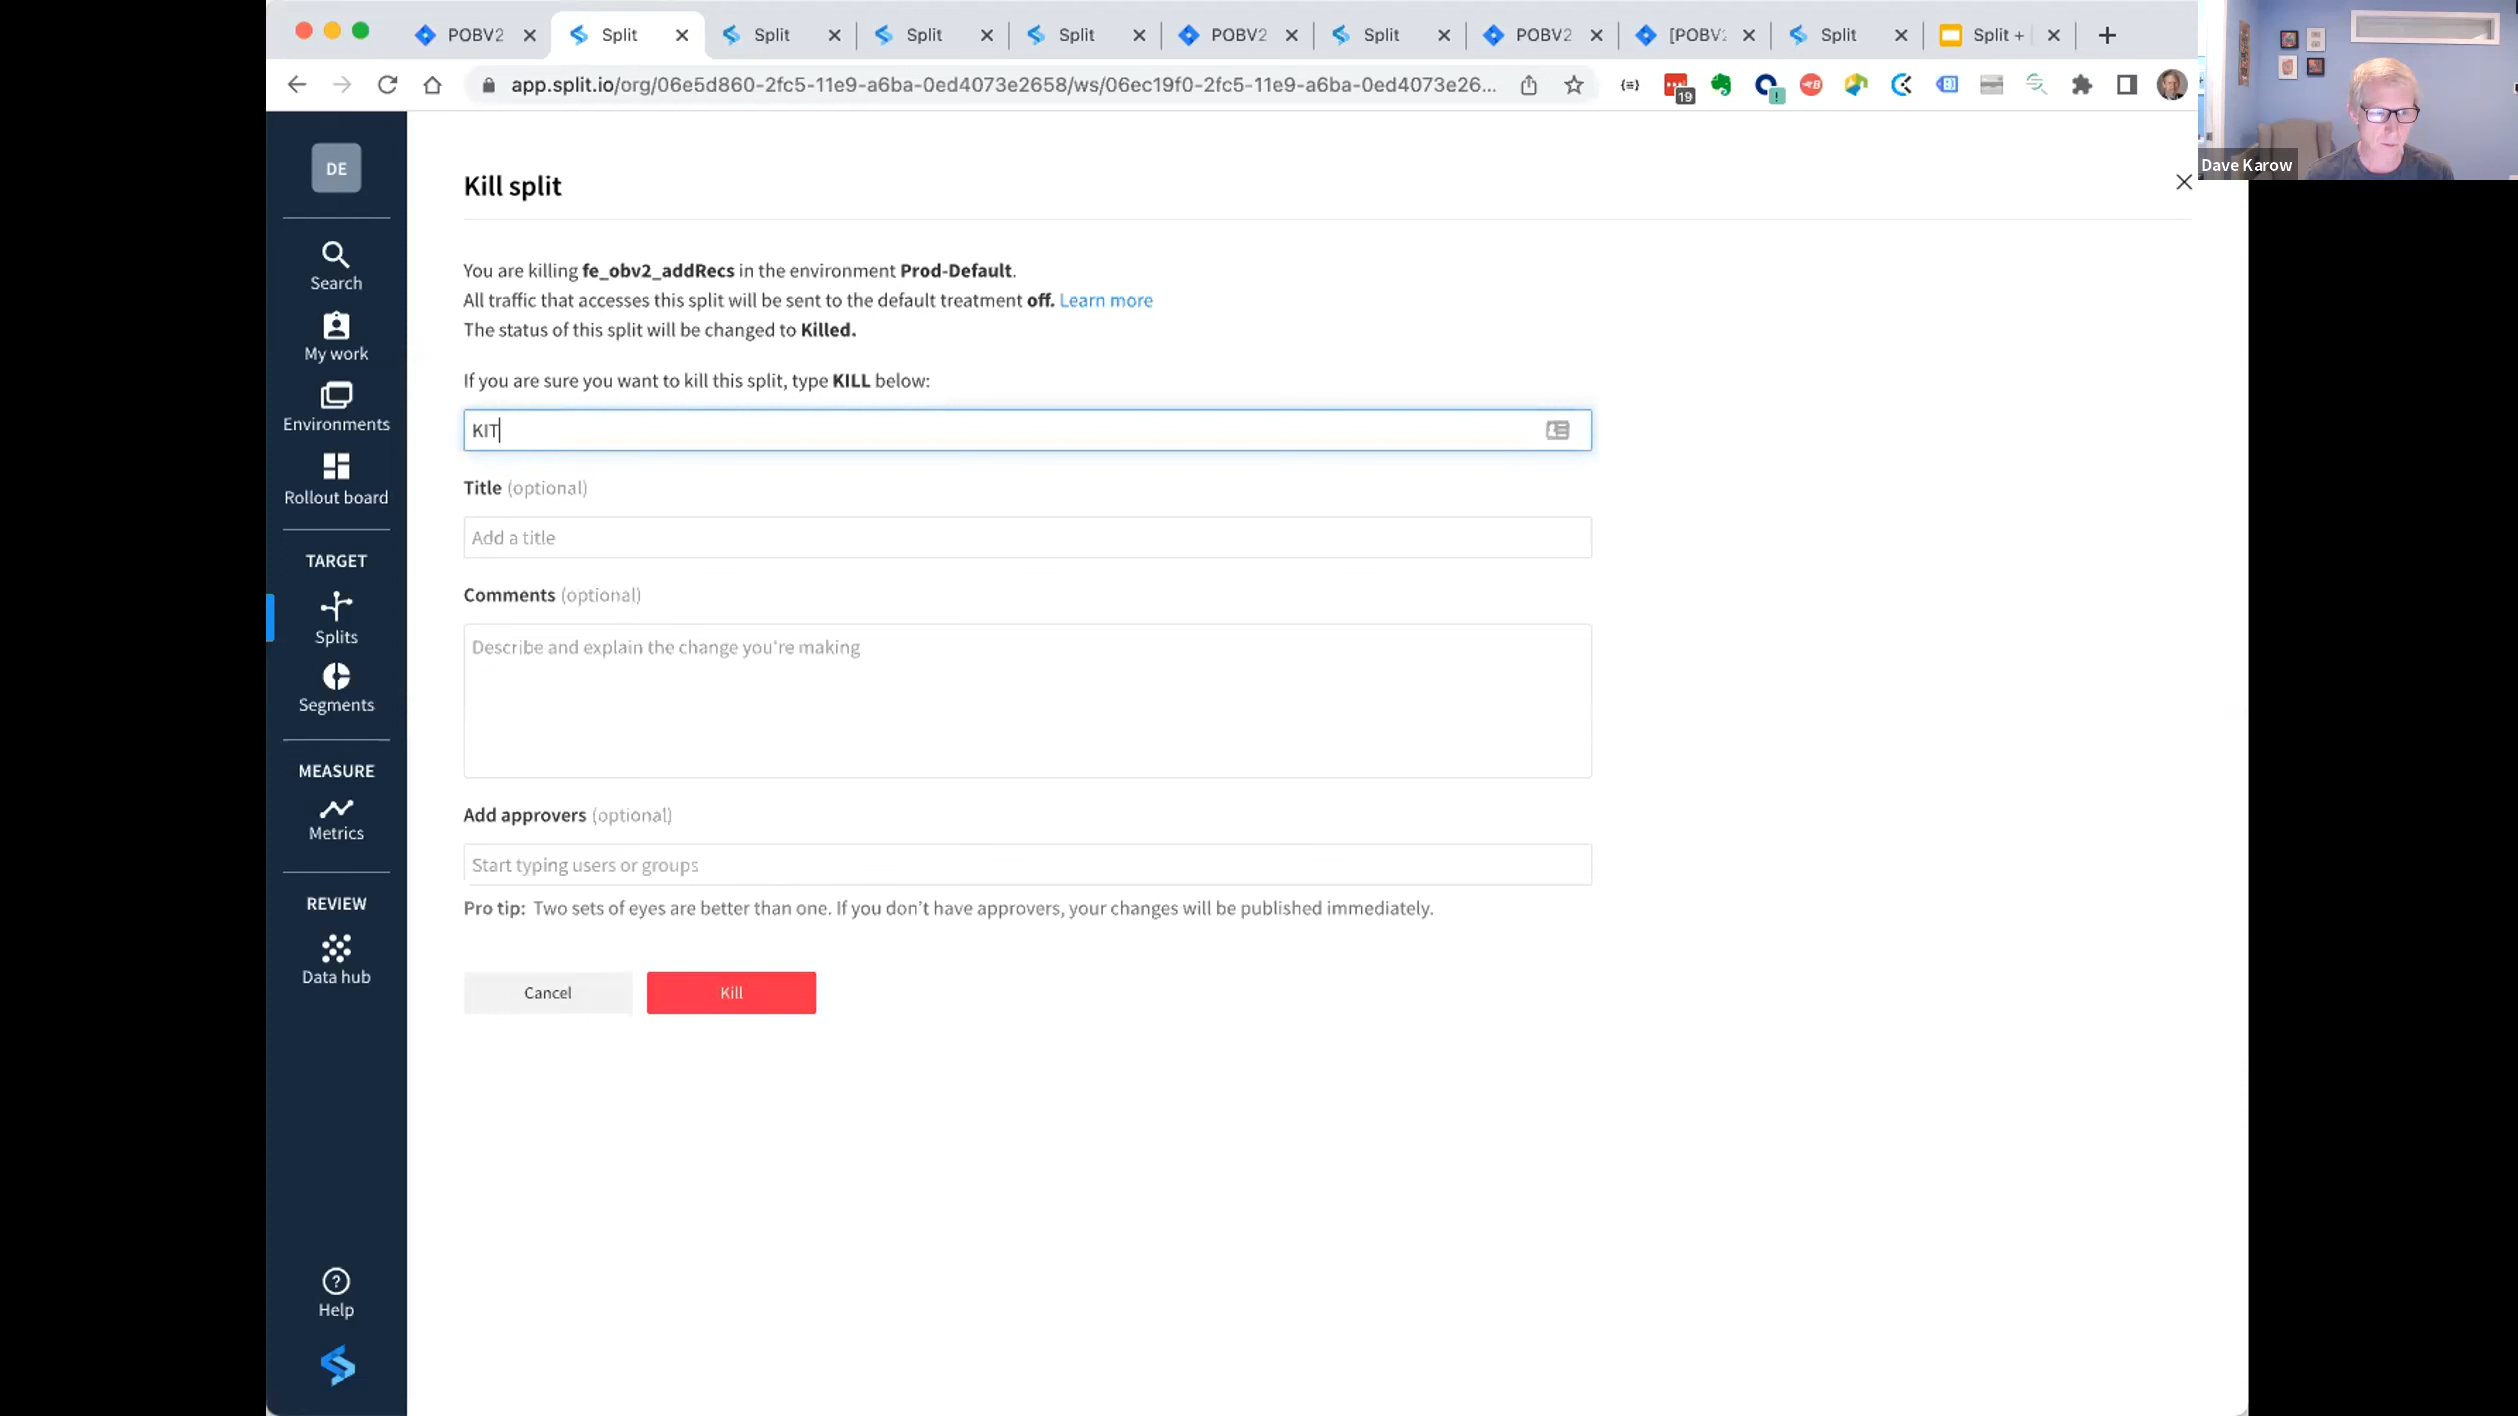 POBV2
Split
Split
Split
Split
POBV2
Split
POBV2
[POBV2
Split
Split +
app.split.io/org/06e5d860-2fc5-11e9-a6ba-0ed4073e2658/ws/06ec19f0-2fc5-11e9-a6ba-0ed4073e26...
19
Dave Karow
DE
Search
My work
Environments
Rollout board
TARGET
Splits
Segments
MEASURE
Metrics
REVIEW
Data hub
Help
Kill split
You are killing fe_obv2_addRecs in the environment Prod-Default.
All traffic that accesses this split will be sent to the default treatment off. Learn more
The status of this split will be changed to Killed.
If you are sure you want to kill this split, type KILL below:
KIT
Title (optional)
Add a title
Comments (optional)
Describe and explain the change you're making
Add approvers (optional)
Start typing users or groups
Pro tip: Two sets of eyes are better than one. If you don't have approvers, your changes will be published immediately.
Cancel
Kill